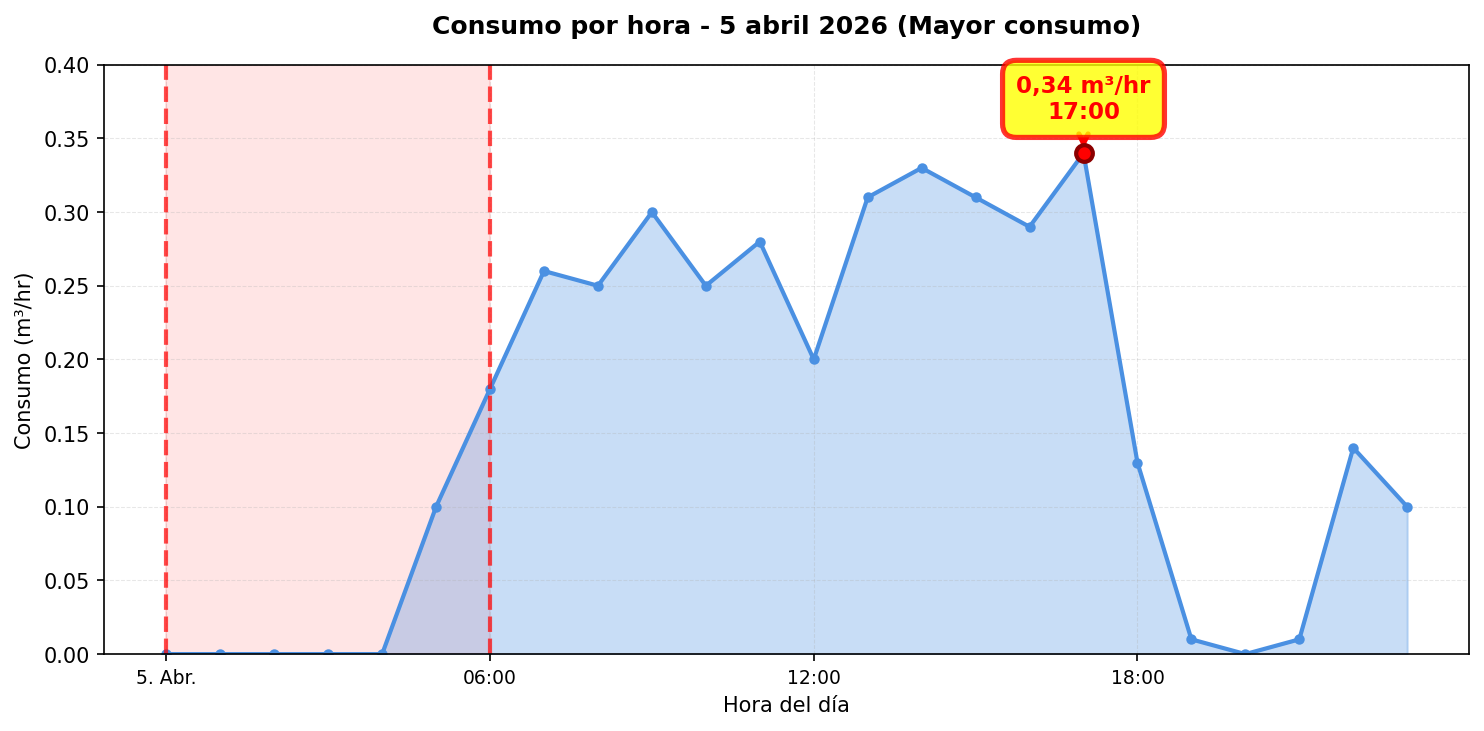 Consumo por hora - 5 abril 2026 (Mayor consumo)
0,34 m³/hr
17:00
Consumo (m³/hr)
0.40
0.35
0.30
0.25
0.20
0.15
0.10
0.05
0.00
5. Abr.
06:00
12:00
18:00
Hora del día